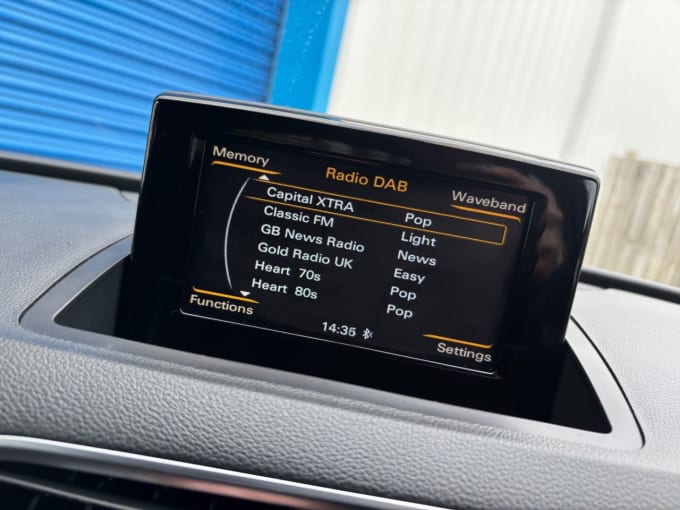 Memory
Radio DAB
Waveband
Capital XTRA Pop
Classic FM Light
GB News Radio News
Gold Radio UK Easy
Heart 70s Pop
Heart 80s Pop
Functions
14:35
Settings